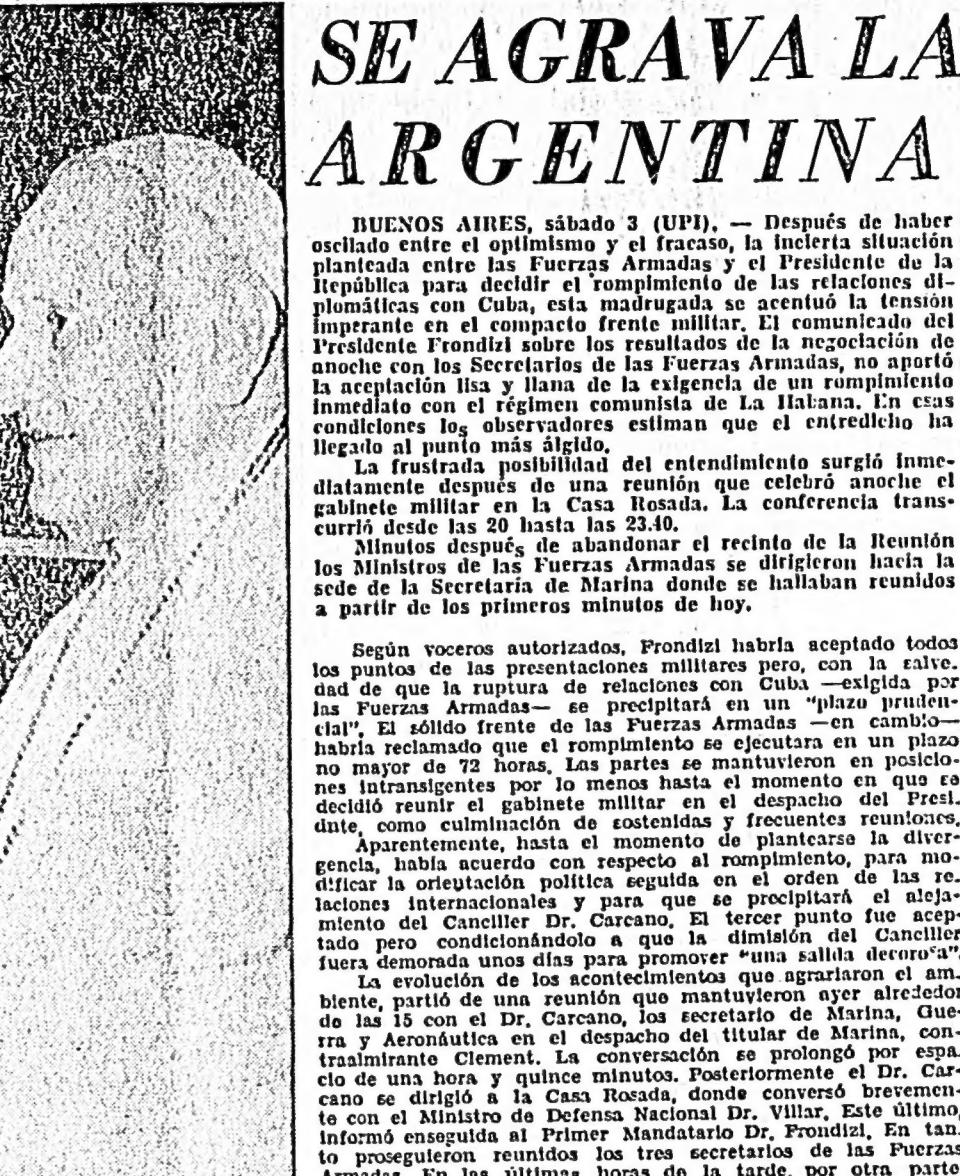 SE AGRAVA LA
ARGENTINA
BUENOS AIRES, sábado 3 (UPI). — Después de haber
oscilado entre el optimismo y el fracaso, la incierta situación
planteada entre las Fuerzas Armadas y el Presidente de la
República para decidir el rompimiento de las relaciones di-
plomáticas con Cuba, esta madrugada se acentuó la tensión
imperante en el compacto frente militar. El comunicado del
Presidente Frondizi sobre los resultados de la negociación de
anoche con los Secretarios de las Fuerzas Armadas, no aportó
la aceptación lisa y llana de la exigencia de un rompimiento
inmediato con el régimen comunista de La Habana. En esas
condiciones los observadores estiman que el entredicho ha
llegado al punto más álgido.
La frustrada posibilidad del entendimiento surgió inme-
diatamente después de una reunión que celebró anoche el
gabinete militar en la Casa Rosada. La conferencia trans-
currió desde las 20 hasta las 23.40.
Minutos después de abandonar el recinto de la Reunión
los Ministros de las Fuerzas Armadas se dirigieron hacia la
sede de la Secretaría de Marina donde se hallaban reunidos
a partir de los primeros minutos de hoy.
Según voceros autorizados, Frondizi habría aceptado todos
los puntos de las presentaciones militares pero, con la salve.
dad de que la ruptura de relaciones con Cuba —exigida por
las Fuerzas Armadas— se precipitará en un "plazo pruden-
cial". El sólido frente de las Fuerzas Armadas —en cambio—
habría reclamado que el rompimiento se ejecutara en un plazo
no mayor de 72 horas. Las partes se mantuvieron en posicio-
nes intransigentes por lo menos hasta el momento en que se
decidió reunir el gabinete militar en el despacho del Presi.
dnte, como culminación de sostenidas y frecuentes reuniones.
Aparentemente, hasta el momento de plantearse la diver-
gencia, había acuerdo con respecto al rompimiento, para mo-
dificar la orieutación política seguida en el orden de las re.
laciones internacionales y para que se precipitará el aleja-
miento del Canciller Dr. Carcano. El tercer punto fue acep-
tado pero condicionándolo a que la dimisión del Canciller
fuera demorada unos días para promover "una salida decorosa".
La evolución de los acontecimientos que agrariaron el am.
biente, partió de una reunión que mantuvieron ayer alrededor
de las 15 con el Dr. Carcano, los secretario de Marina, Gue-
rra y Aeronáutica en el despacho del titular de Marina, con-
traalmirante Clement. La conversación se prolongó por espa.
cio de una hora y quince minutos. Posteriormente el Dr. Car-
cano se dirigió a la Casa Rosada, donde conversó brevemen-
te con el Ministro de Defensa Nacional Dr. Villar. Este último,
informó enseguida al Primer Mandatario Dr. Frondizi. En tan.
to proseguieron reunidos los tres secretarios de las Fuerzas
Armadas. En las últimas horas de la tarde, por otra parte